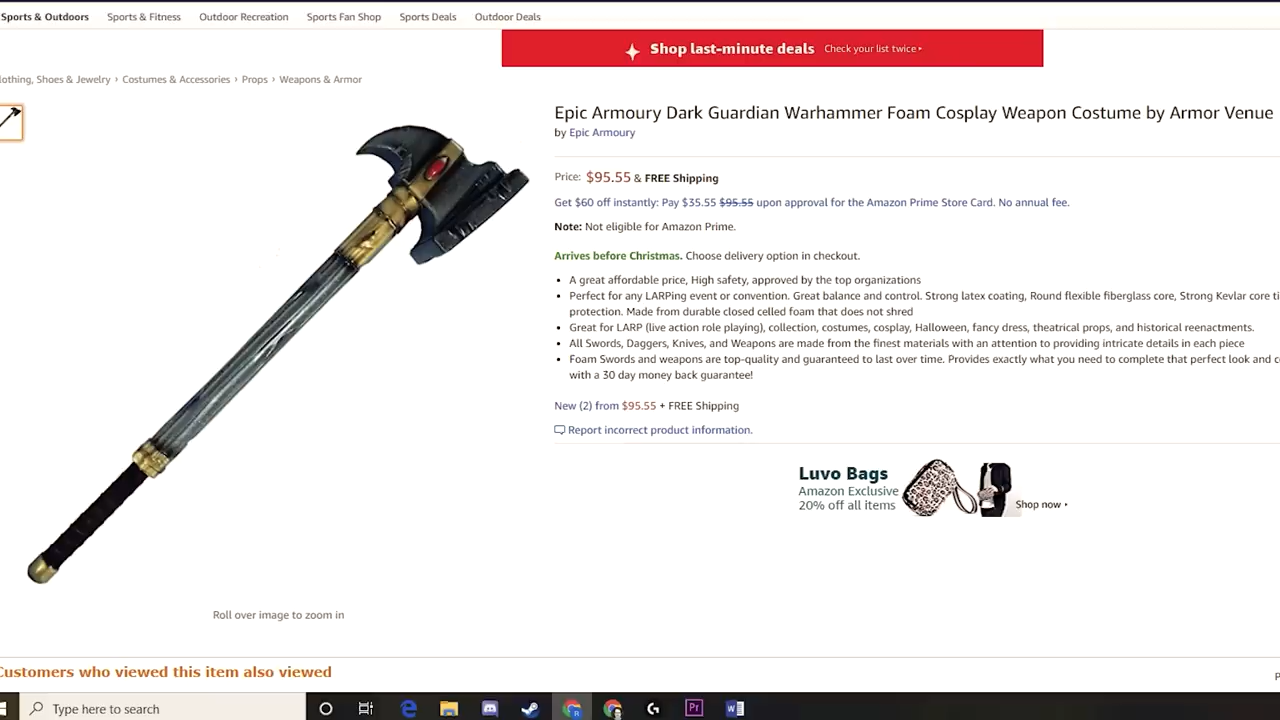 Sports & Outdoors Sports & Fitness Outdoor Recreation Sports Fan Shop Sports Deals Outdoor Deals
Shop last-minute deals Check your list twice ▸
lothing, Shoes & Jewelry › Costumes & Accessories › Props › Weapons & Armor
Epic Armoury Dark Guardian Warhammer Foam Cosplay Weapon Costume by Armor Venue
by Epic Armoury
Price: $95.55 & FREE Shipping
Get $60 off instantly: Pay $35.55 $95.55 upon approval for the Amazon Prime Store Card. No annual fee.
Note: Not eligible for Amazon Prime.
Arrives before Christmas. Choose delivery option in checkout.
• A great affordable price, High safety, approved by the top organizations
• Perfect for any LARPing event or convention. Great balance and control. Strong latex coating, Round flexible fiberglass core, Strong Kevlar core ti
protection. Made from durable closed celled foam that does not shred
• Great for LARP (live action role playing), collection, costumes, cosplay, Halloween, fancy dress, theatrical props, and historical reenactments.
• All Swords, Daggers, Knives, and Weapons are made from the finest materials with an attention to providing intricate details in each piece
• Foam Swords and weapons are top-quality and guaranteed to last over time. Provides exactly what you need to complete that perfect look and c
with a 30 day money back guarantee!
New (2) from $95.55 + FREE Shipping
Report incorrect product information.
Luvo Bags
Amazon Exclusive
20% off all items
Shop now ▸
Roll over image to zoom in
Customers who viewed this item also viewed
P
Type here to search
Pr